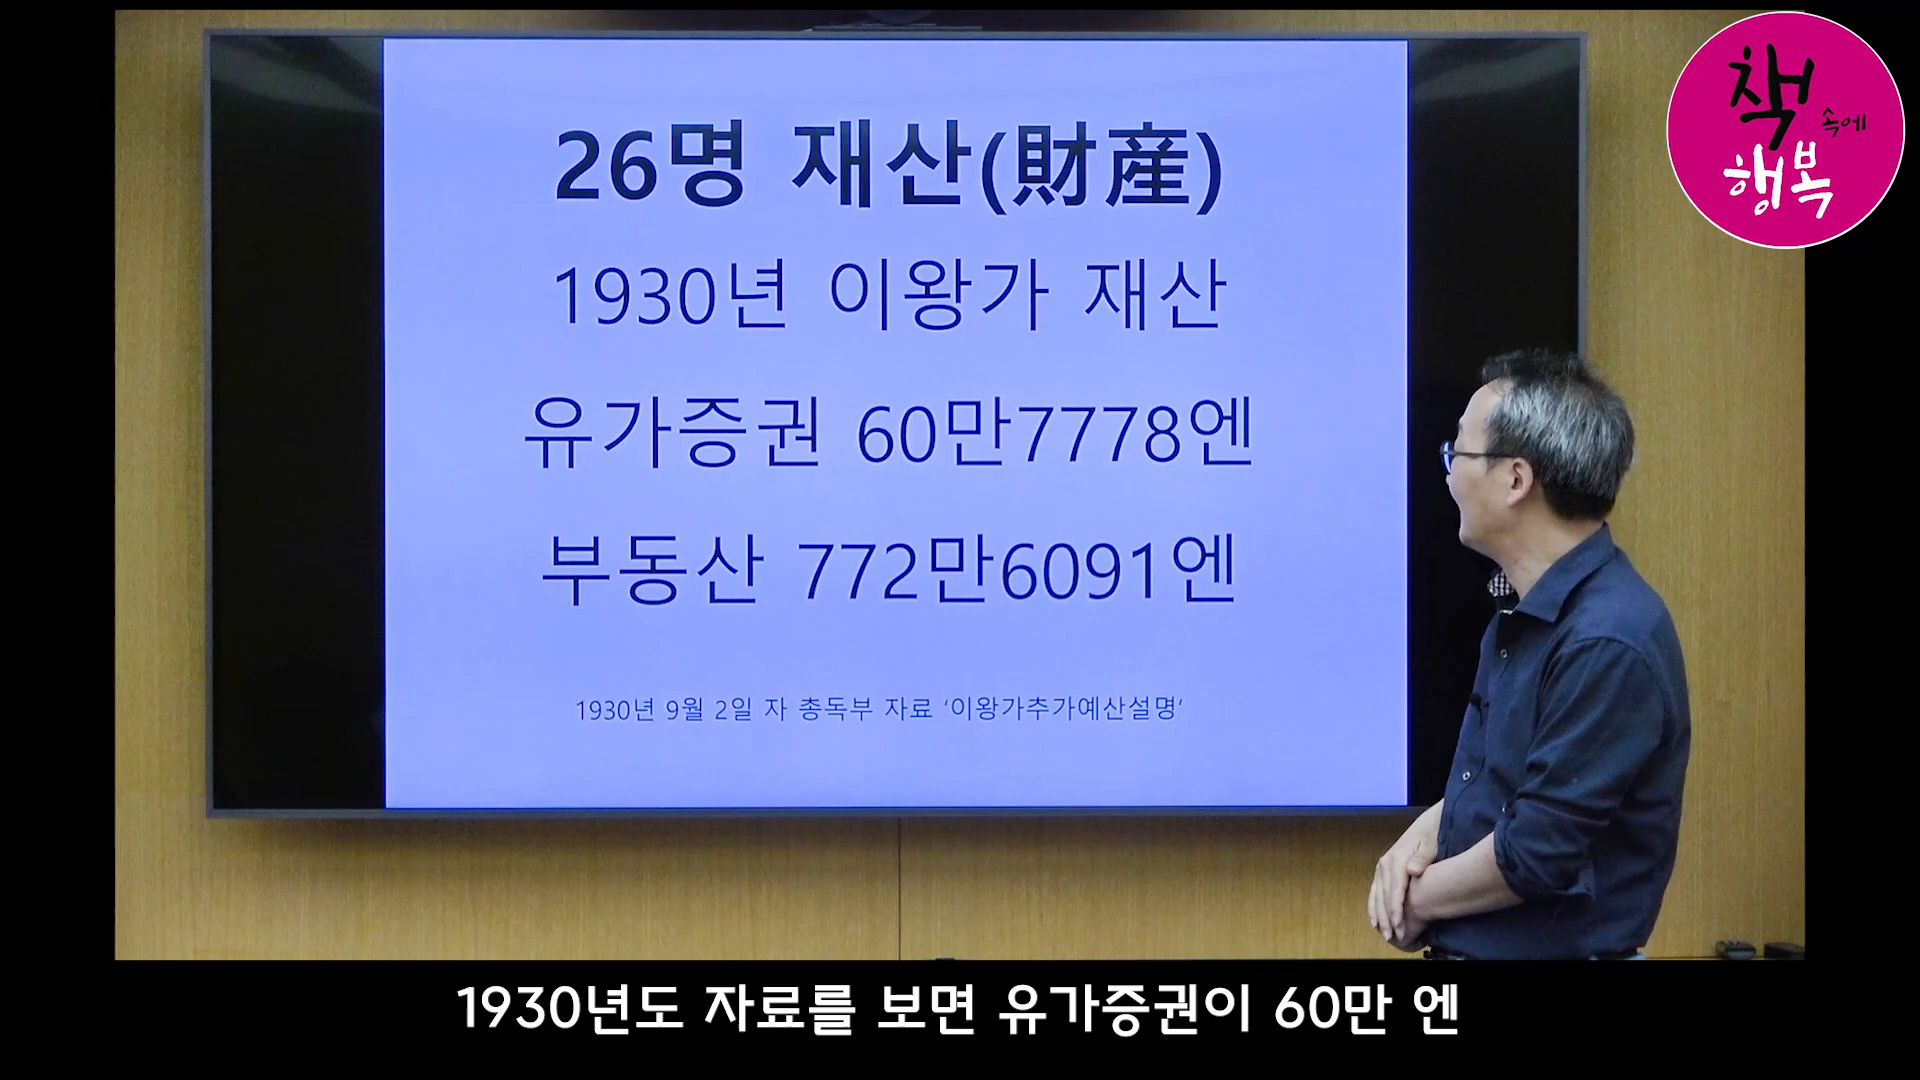 26명 재산(財産)
1930년 이왕가 재산
유가증권 60만7778엔
부동산 772만6091엔
1930년 9월 2일 자 총독부 자료 ‘이왕가추가예산설명’
책
속에
행복
1930년도 자료를 보면 유가증권이 60만 엔